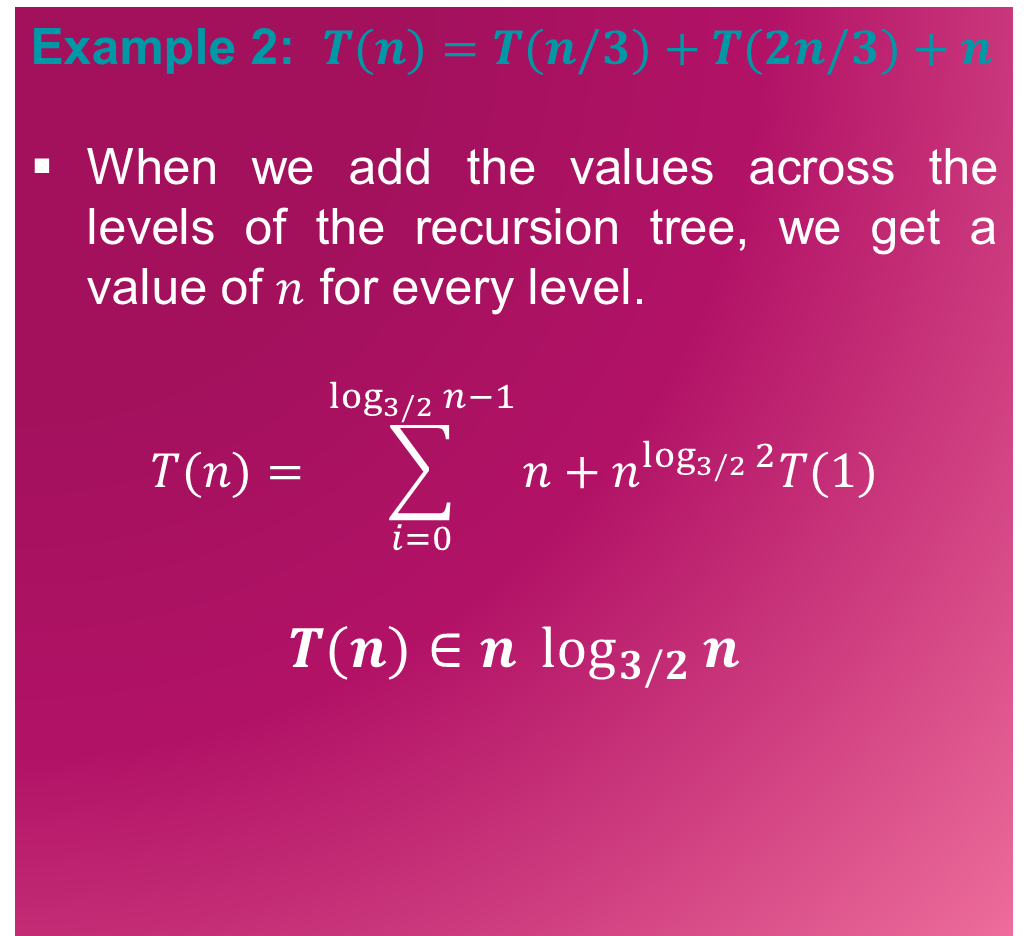 Example 2: T(n) = T(n/3) + T(2n/3) + n
▪ When we add the values across the
levels of the recursion tree, we get a
value of n for every level.
log_{3/2} n−1
T(n) = ∑ n + n^{log_{3/2} 2} T(1)
i=0
T(n) ∈ n log_{3/2} n